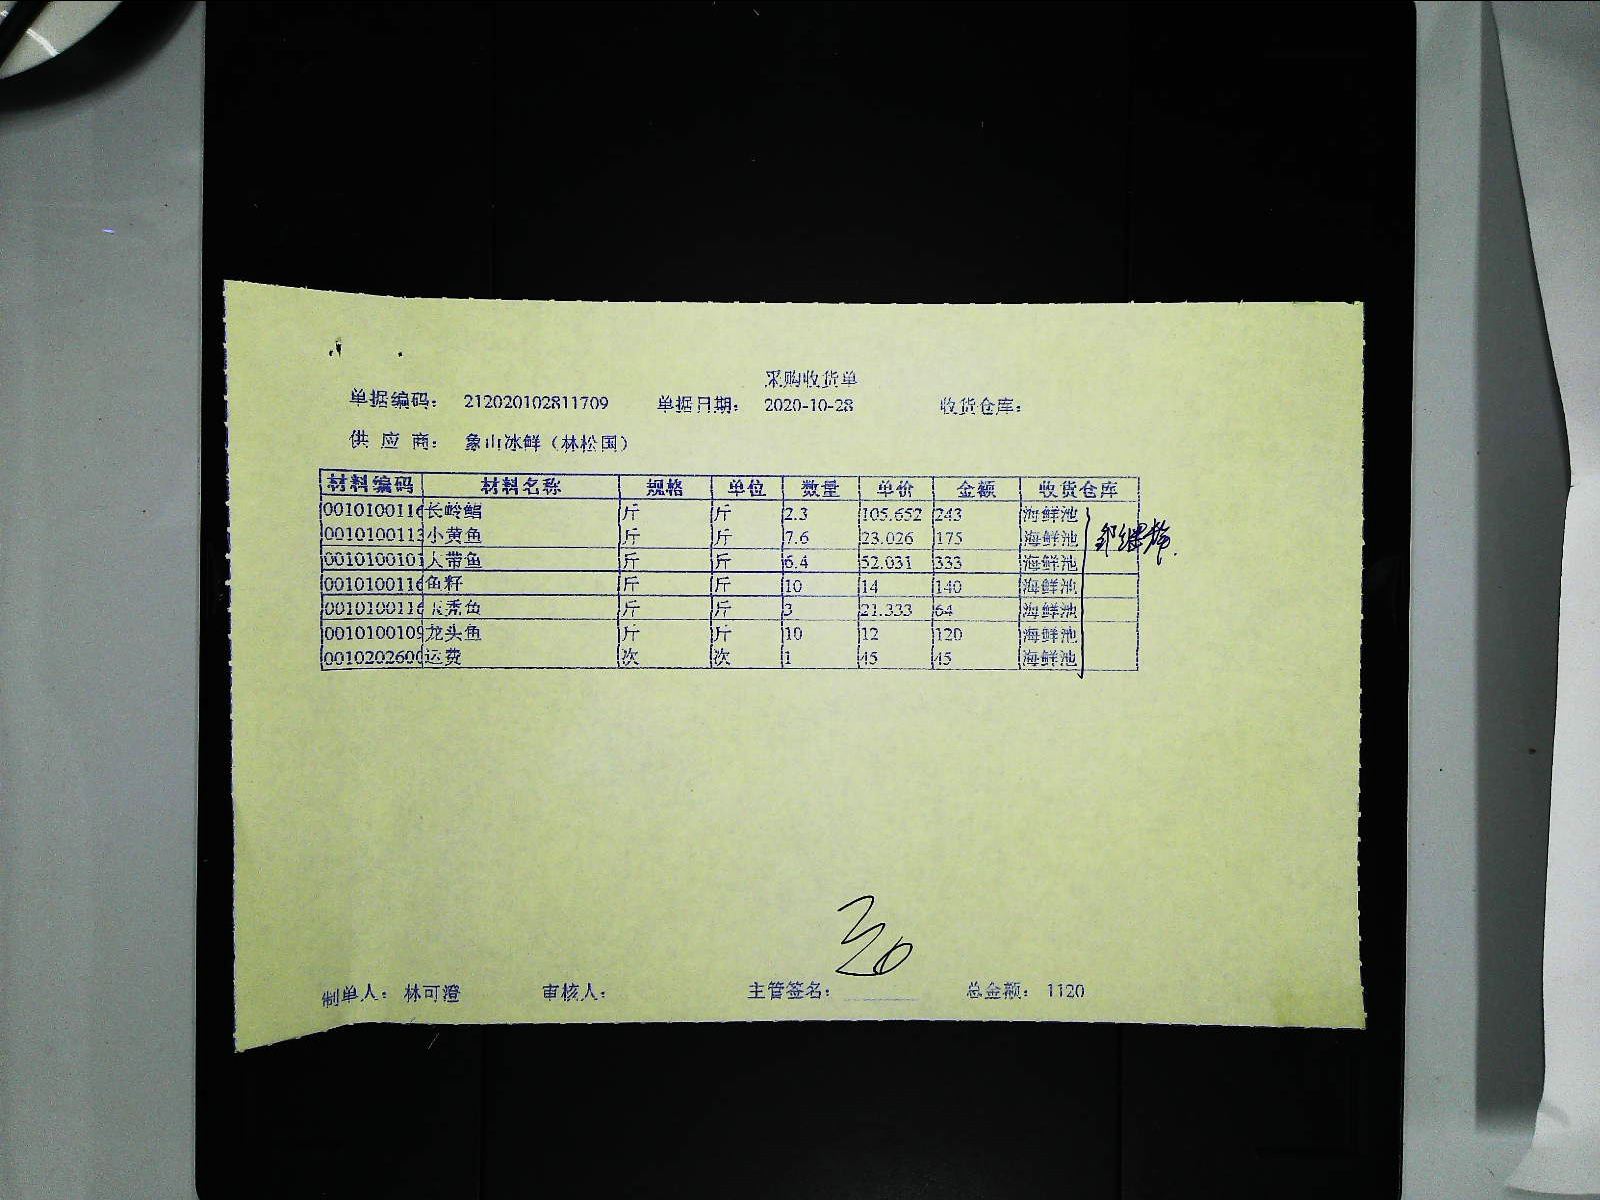 采购收货单
单据编码: 212020102811709 单据日期: 2020-10-28 收货仓库:
供 应 商: 象山冰鲜（林松国）
材料编码 材料名称 规格 单位 数量 单价 金额 收货仓库
0010100116 长岭鲳 斤 斤 2.3 105.652 243 海鲜池
0010100113 小黄鱼 斤 斤 7.6 23.026 175 海鲜池
0010100101 大带鱼 斤 斤 6.4 52.031 333 海鲜池
0010100116 鱼籽 斤 斤 10 14 140 海鲜池
0010100116 斤 斤 3 21.333 64 海鲜池
0010100109 龙头鱼 斤 斤 10 12 120 海鲜池
0010202600 运费 次 次 1 45 45 海鲜池
制单人: 林可澄 审核人: 主管签名: 总金额: 1120